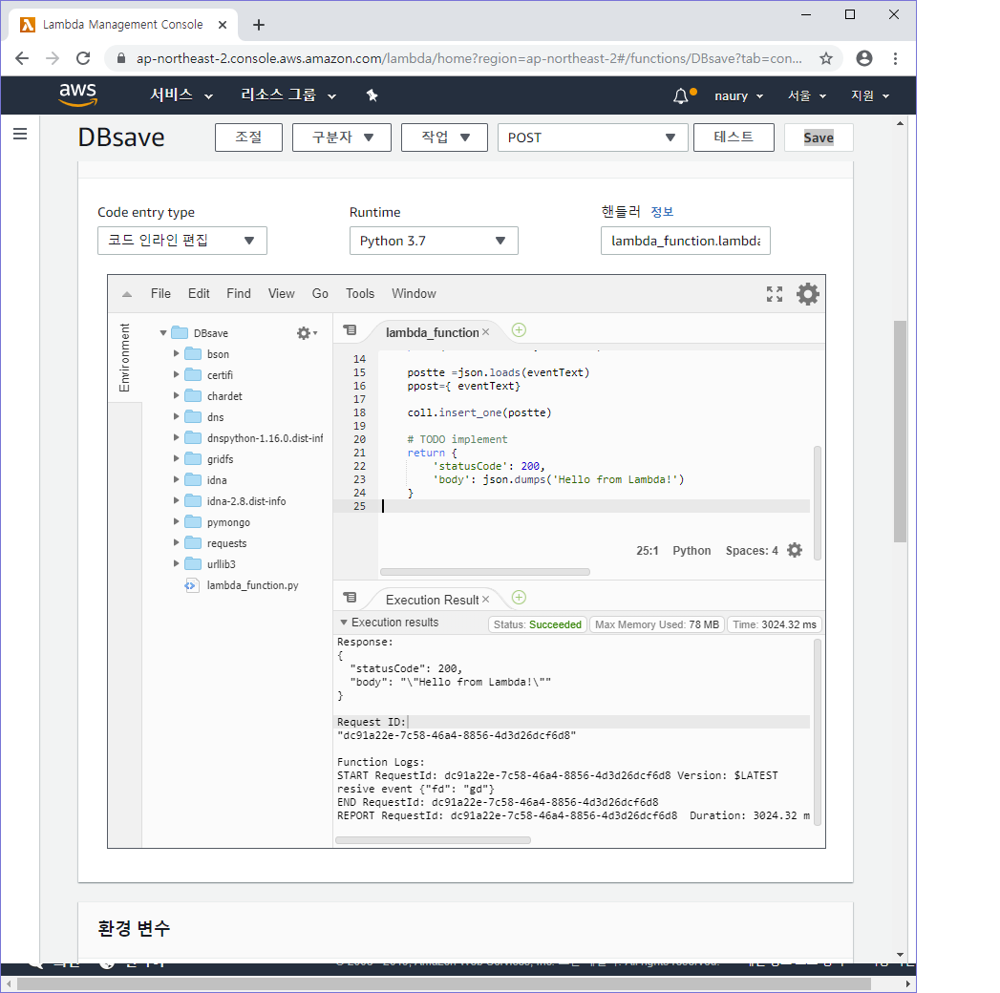 Lambda Management Console
ap-northeast-2.console.aws.amazon.com/lambda/home?region=ap-northeast-2#/functions/DBsave?tab=con...
aws 서비스 리소스 그룹 naury 서울 지원
DBsave 조절 구분자 작업 POST 테스트 Save
Code entry type Runtime 핸들러 정보
코드 인라인 편집 Python 3.7 lambda_function.lambda
File Edit Find View Go Tools Window
Environment
DBsave
bson
certifi
chardet
dns
dnspython-1.16.0.dist-inf
gridfs
idna
idna-2.8.dist-info
pymongo
requests
urllib3
lambda_function.py
lambda_function
14
15 postte =json.loads(eventText)
16 ppost={ eventText}
17
18 coll.insert_one(postte)
19
20 # TODO implement
21 return {
22 'statusCode': 200,
23 'body': json.dumps('Hello from Lambda!')
24 }
25
25:1 Python Spaces: 4
Execution Result
Execution results Status: Succeeded Max Memory Used: 78 MB Time: 3024.32 ms
Response:
{
"statusCode": 200,
"body": "\"Hello from Lambda!\""
}
Request ID:
"dc91a22e-7c58-46a4-8856-4d3d26dcf6d8"
Function Logs:
START RequestId: dc91a22e-7c58-46a4-8856-4d3d26dcf6d8 Version: $LATEST
resive event {"fd": "gd"}
END RequestId: dc91a22e-7c58-46a4-8856-4d3d26dcf6d8
REPORT RequestId: dc91a22e-7c58-46a4-8856-4d3d26dcf6d8 Duration: 3024.32 m
환경 변수